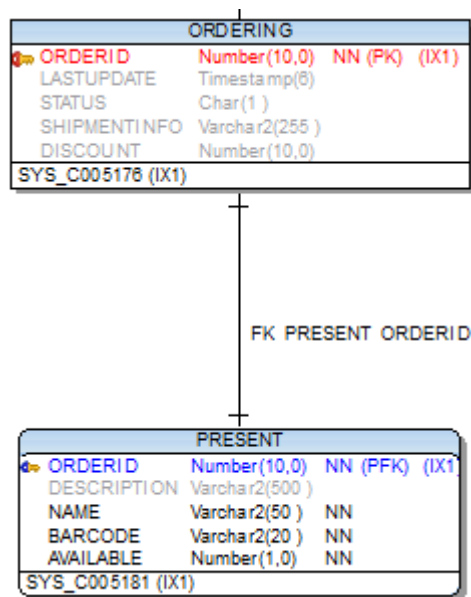 ORDERING
ORDERID Number(10,0) NN (PK) (IX1)
LASTUPDATE Timestamp(6)
STATUS Char(1 )
SHIPMENTINFO Varchar2(255 )
DISCOUNT Number(10,0)
SYS_C005176 (IX1)
FK PRESENT ORDERID
PRESENT
ORDERID Number(10,0) NN (PFK) (IX1
DESCRIPTION Varchar2(500 )
NAME Varchar2(50 ) NN
BARCODE Varchar2(20 ) NN
AVAILABLE Number(1,0) NN
SYS_C005181 (IX1)